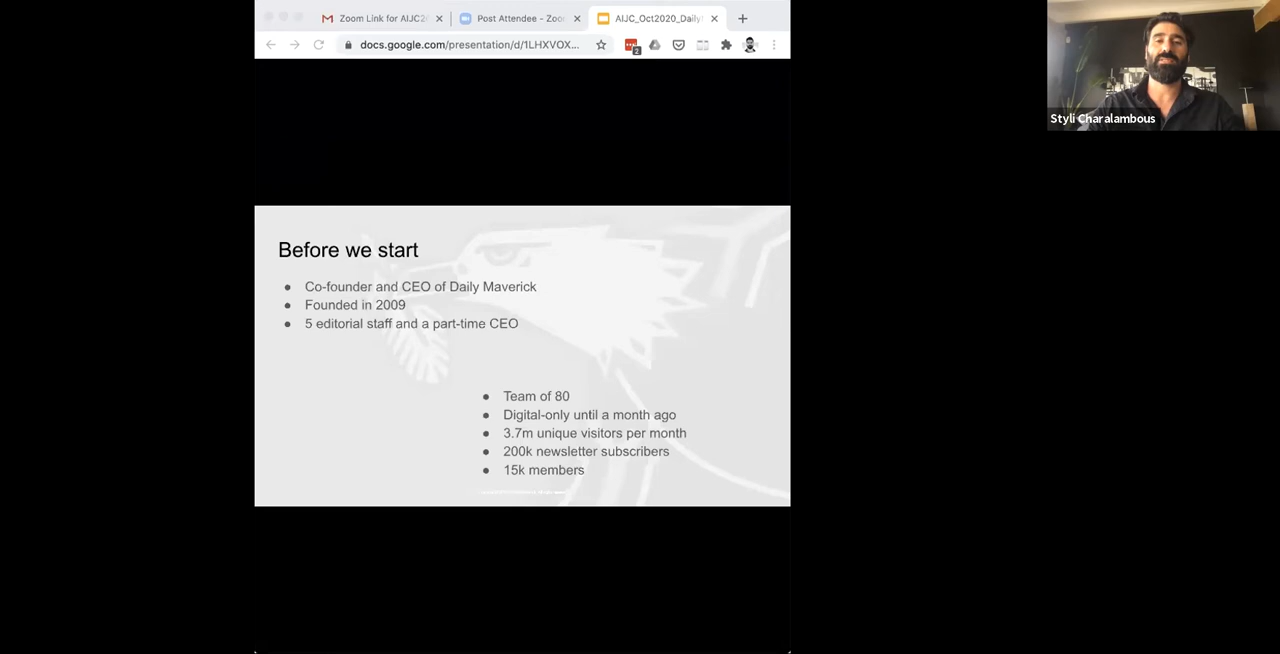 Zoom Link for AIJC2
Post Attendee - Zoo
AIJC_Oct2020_Daily
docs.google.com/presentation/d/1LHXVOX...
2
Styli Charalambous
Before we start
Co-founder and CEO of Daily Maverick
Founded in 2009
5 editorial staff and a part-time CEO
Team of 80
Digital-only until a month ago
3.7m unique visitors per month
200k newsletter subscribers
15k members